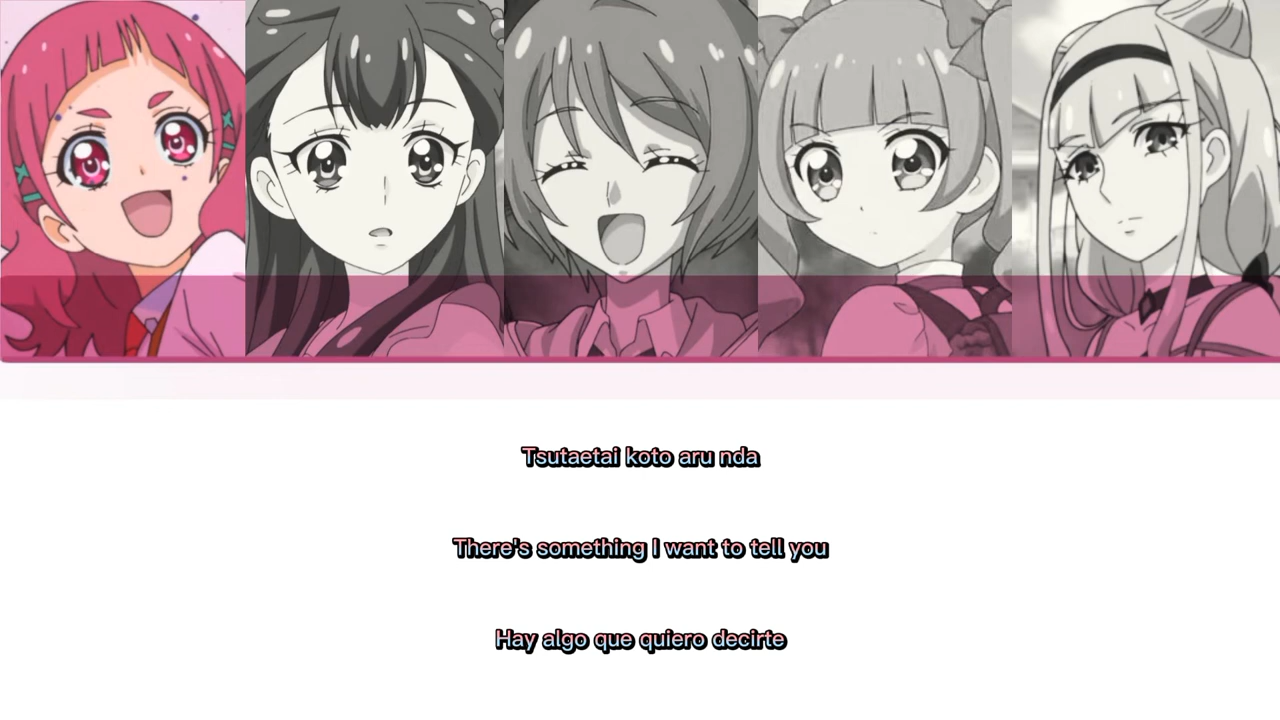 Tsutaetai koto aru nda
There's something I want to tell you
Hay algo que quiero decirte